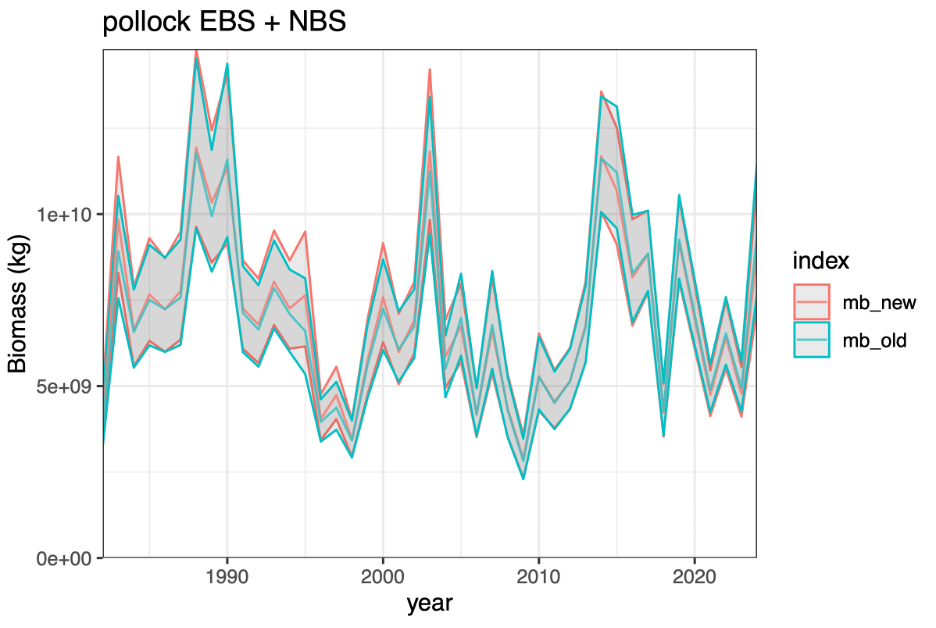 pollock EBS + NBS
Biomass (kg)
1e+10
5e+09
0e+00
1990
2000
2010
2020
year
index
mb_new
mb_old